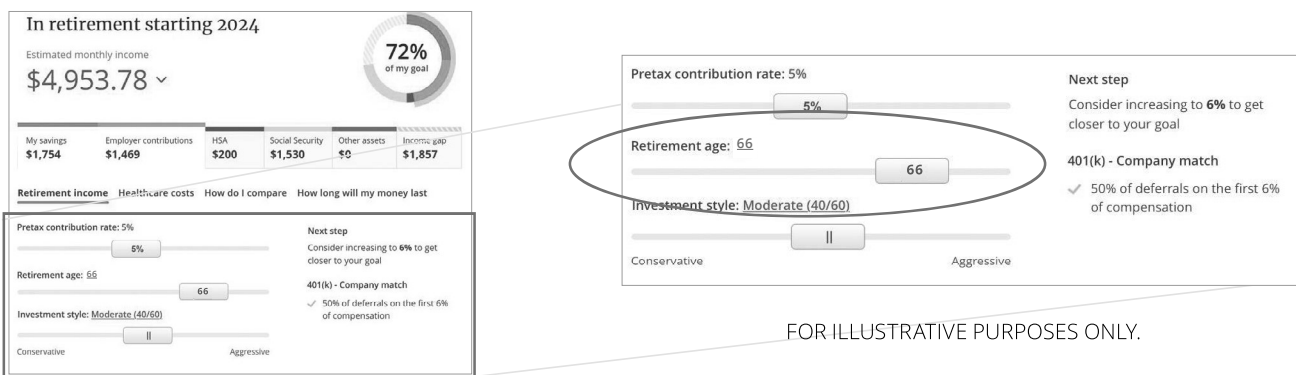 In retirement starting 2024
Estimated monthly income
$4,953.78
72%
of my goal
My savings
$1,754
Employer contributions
$1,469
HSA
$200
Social Security
$1,530
Other assets
$0
Income gap
$1,857
Retirement income Healthcare costs How do I compare How long will my money last
Pretax contribution rate: 5%
5%
Retirement age: 66
66
Investment style: Moderate (40/60)
Conservative Aggressive
Next step
Consider increasing to 6% to get
closer to your goal
401(k) - Company match
50% of deferrals on the first 6%
of compensation
Pretax contribution rate: 5%
5%
Retirement age: 66
66
Investment style: Moderate (40/60)
Conservative Aggressive
Next step
Consider increasing to 6% to get
closer to your goal
401(k) - Company match
50% of deferrals on the first 6%
of compensation
FOR ILLUSTRATIVE PURPOSES ONLY.